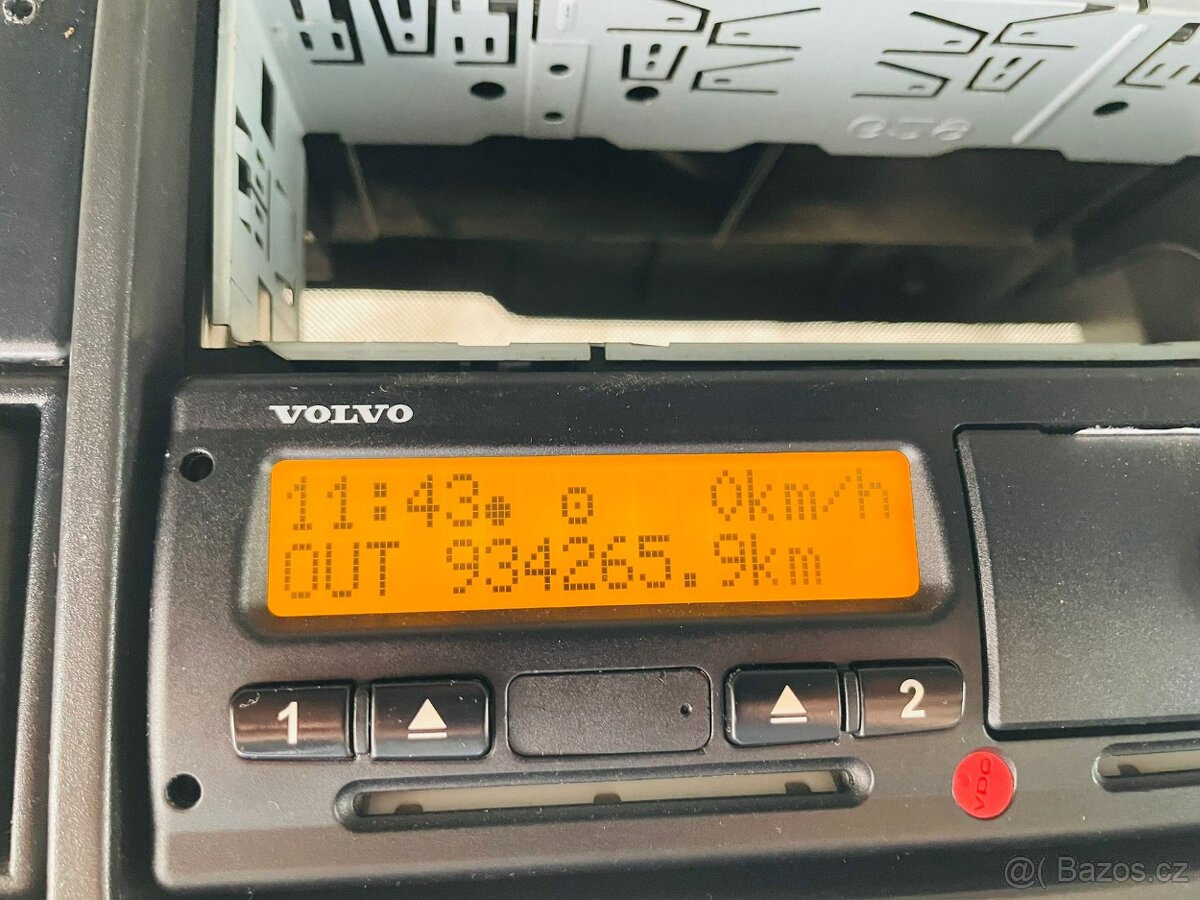 VOLVO
11:43 0km/h
OUT 934265.9km
1
2
VDO
@( Bazos.cz